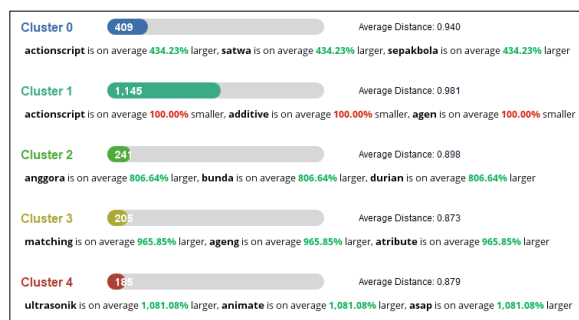 Cluster 0 409 Average Distance: 0.940
actionscript is on average 434.23% larger, satwa is on average 434.23% larger, sepakbola is on average 434.23% larger
Cluster 1 1,145 Average Distance: 0.981
actionscript is on average 100.00% smaller, additive is on average 100.00% smaller, agen is on average 100.00% smaller
Cluster 2 241 Average Distance: 0.898
anggora is on average 806.64% larger, bunda is on average 806.64% larger, durian is on average 806.64% larger
Cluster 3 205 Average Distance: 0.873
matching is on average 965.85% larger, ageng is on average 965.85% larger, atribute is on average 965.85% larger
Cluster 4 185 Average Distance: 0.879
ultrasonik is on average 1,081.08% larger, animate is on average 1,081.08% larger, asap is on average 1,081.08% larger